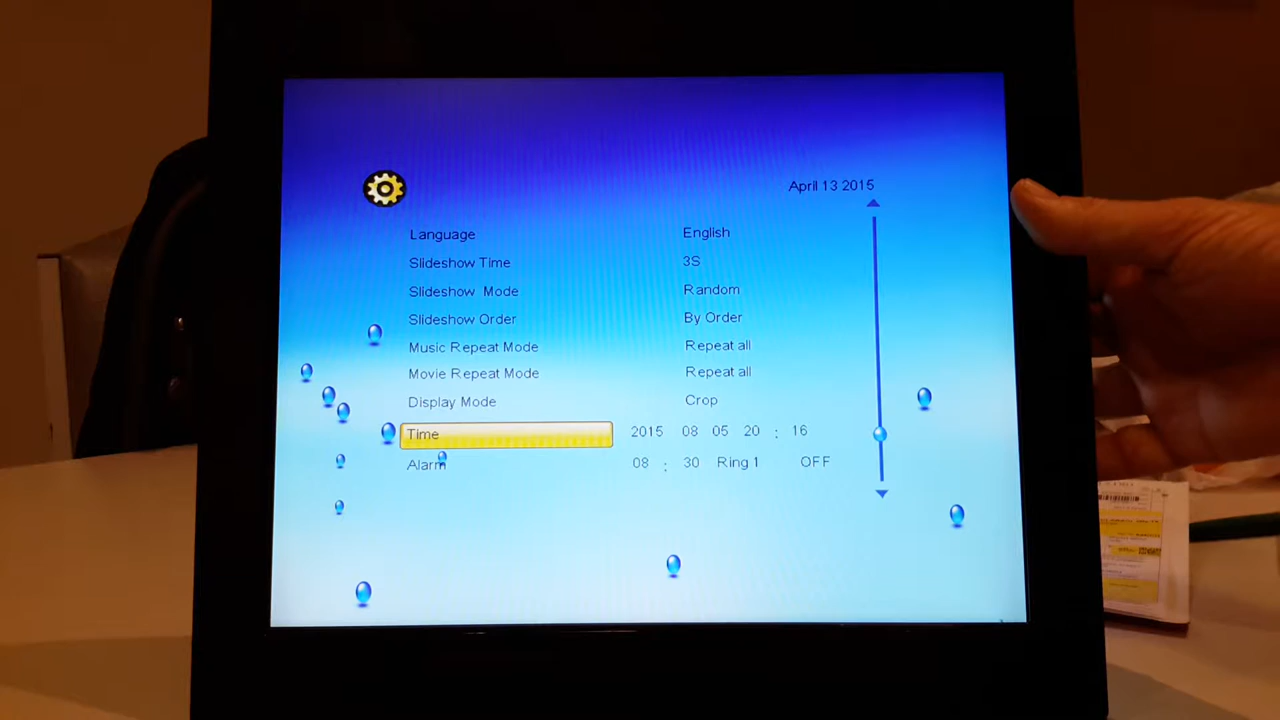 April 13 2015
Language English
Slideshow Time 3S
Slideshow Mode Random
Slideshow Order By Order
Music Repeat Mode Repeat all
Movie Repeat Mode Repeat all
Display Mode Crop
Time 2015 08 05 20 : 16
Alarm 08 : 30 Ring 1 OFF